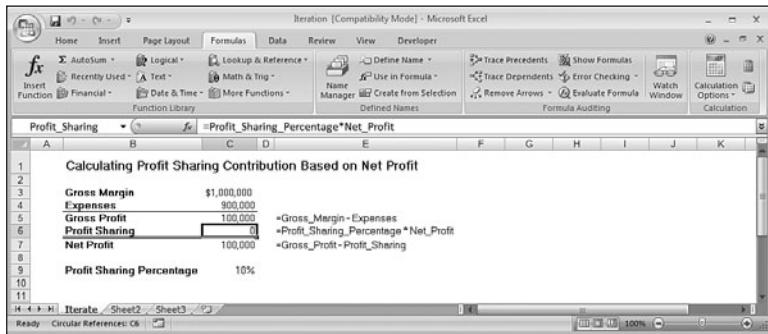 Iteration [Compatibility Mode] - Microsoft Excel
Home Insert Page Layout Formulas Data Review View Developer
Insert Function
AutoSum
Recently Used
Financial
Logical
Text
Date & Time
Lookup & Reference
Math & Trig
More Functions
Function Library
Name Manager
Define Name
Use in Formula
Create from Selection
Defined Names
Trace Precedents
Trace Dependents
Remove Arrows
Show Formulas
Error Checking
Evaluate Formula
Formula Auditing
Watch Window
Calculation Options
Calculation
Profit_Sharing fx =Profit_Sharing_Percentage*Net_Profit
A B C D E F G H I J K
1 Calculating Profit Sharing Contribution Based on Net Profit
2
3 Gross Margin $1,000,000
4 Expenses 900,000
5 Gross Profit 100,000 =Gross_Margin-Expenses
6 Profit Sharing 0 =Profit_Sharing_Percentage*Net_Profit
7 Net Profit 100,000 =Gross_Profit-Profit_Sharing
8
9 Profit Sharing Percentage 10%
10
11
Iterate Sheet2 Sheet3
Ready Circular References: C6 100%